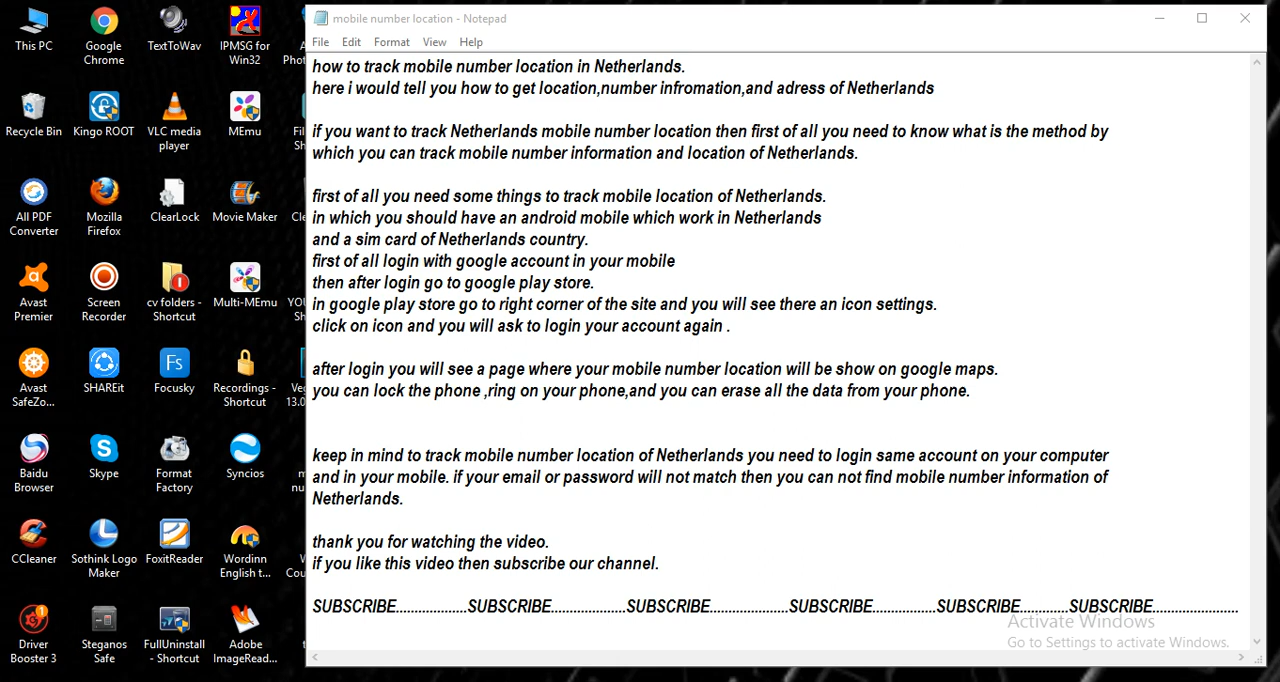 mobile number location - Notepad
File Edit Format View Help
how to track mobile number location in Netherlands.
here i would tell you how to get location,number infromation,and adress of Netherlands
if you want to track Netherlands mobile number location then first of all you need to know what is the method by
which you can track mobile number information and location of Netherlands.
first of all you need some things to track mobile location of Netherlands.
in which you should have an android mobile which work in Netherlands
and a sim card of Netherlands country.
first of all login with google account in your mobile
then after login go to google play store.
in google play store go to right corner of the site and you will see there an icon settings.
click on icon and you will ask to login your account again .
after login you will see a page where your mobile number location will be show on google maps.
you can lock the phone ,ring on your phone,and you can erase all the data from your phone.
keep in mind to track mobile number location of Netherlands you need to login same account on your computer
and in your mobile. if your email or password will not match then you can not find mobile number information of
Netherlands.
thank you for watching the video.
if you like this video then subscribe our channel.
SUBSCRIBE.................SUBSCRIBE..................SUBSCRIBE...................SUBSCRIBE...............SUBSCRIBE............SUBSCRIBE.....................
Activate Windows
Go to Settings to activate Windows.
This PC
Google
Chrome
TextToWav
IPMSG for
Win32
Recycle Bin
Kingo ROOT
VLC media
player
MEmu
All PDF
Converter
Mozilla
Firefox
ClearLock
Movie Maker
Avast
Premier
Screen
Recorder
cv folders -
Shortcut
Multi-MEmu
Avast
SafeZo...
SHAREit
Fs
Focusky
Recordings -
Shortcut
Baidu
Browser
Skype
Format
Factory
Syncios
CCleaner
Sothink Logo
Maker
FoxitReader
Wordinn
English t...
1
Driver
Booster 3
Steganos
Safe
FullUninstall
- Shortcut
Adobe
ImageRead...